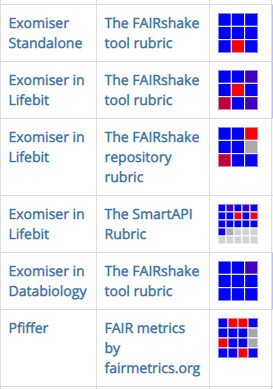 Exomiser Standalone
The FAIRshake tool rubric
Exomiser in Lifebit
The FAIRshake tool rubric
Exomiser in Lifebit
The FAIRshake repository rubric
Exomiser in Lifebit
The SmartAPI Rubric
Exomiser in Databiology
The FAIRshake tool rubric
Pfiffer
FAIR metrics by fairmetrics.org